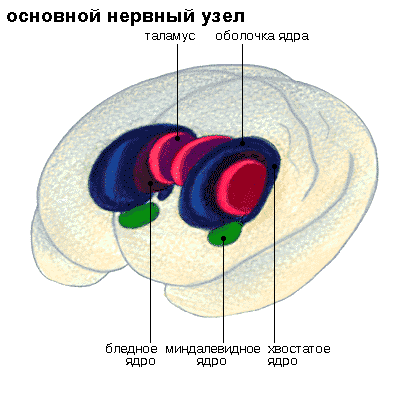 основной нервный узел
таламус оболочка ядра
бледное миндалевидное хвостатое
ядро ядро ядро